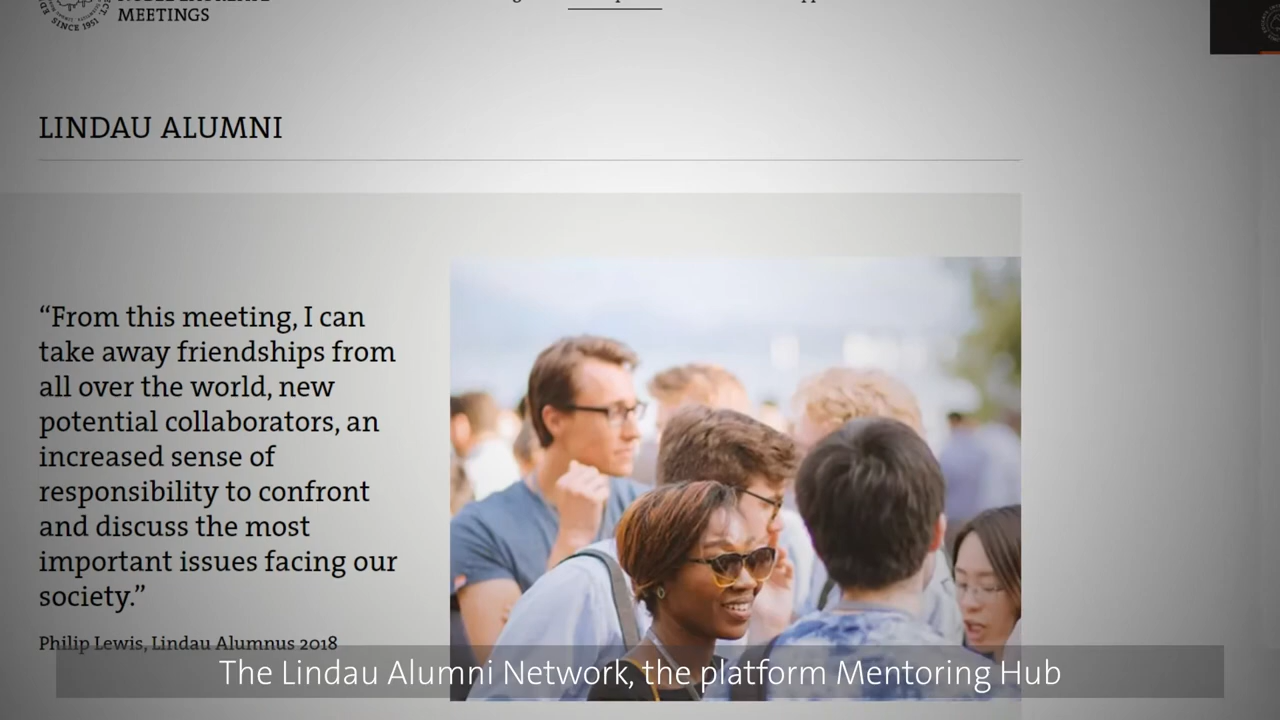 SINCE 1951
MEETINGS
LINDAU ALUMNI
“From this meeting, I can
take away friendships from
all over the world, new
potential collaborators, an
increased sense of
responsibility to confront
and discuss the most
important issues facing our
society.”
Philip Lewis, Lindau Alumnus 2018
The Lindau Alumni Network, the platform Mentoring Hub